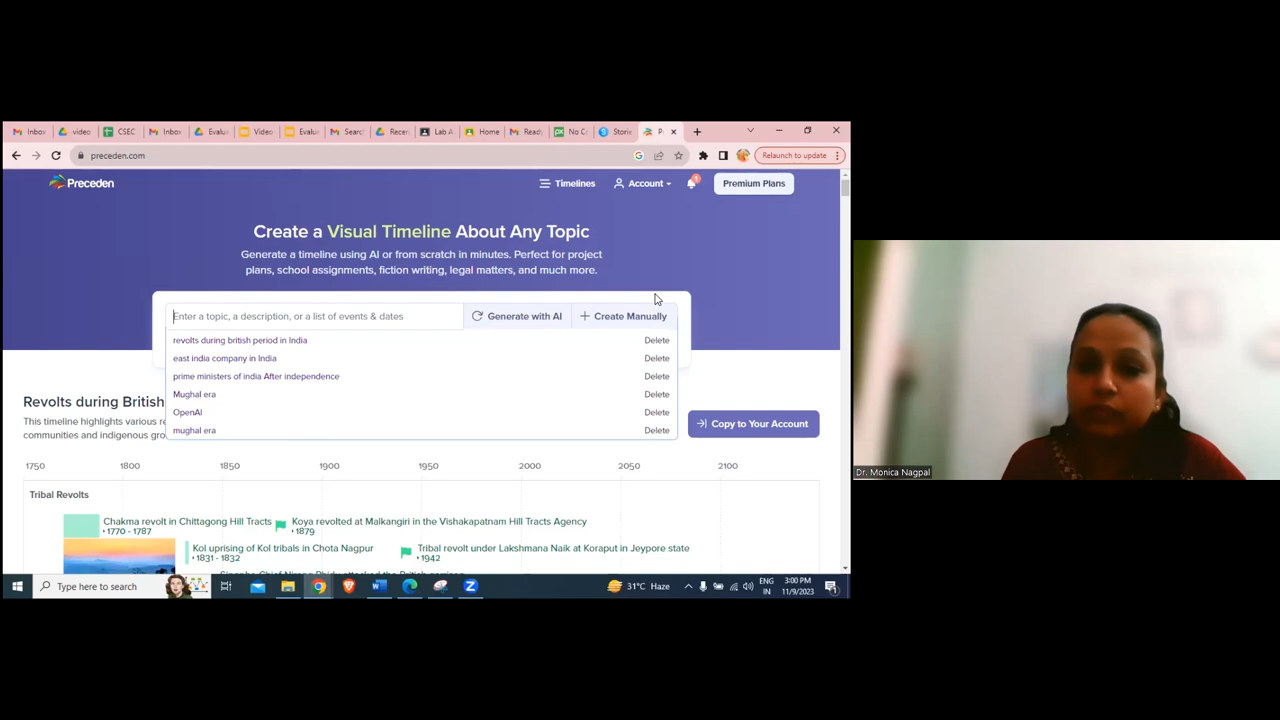 Inbo
video
CSEC
Inbo
Evalu
Video
Evalu
Searc
Recen
Lab A
Home
Ready
No C
Storie
P
preceden.com
Relaunch to update
Preceden
Timelines
Account
1
Premium Plans
Create a Visual Timeline About Any Topic
Generate a timeline using AI or from scratch in minutes. Perfect for project
plans, school assignments, fiction writing, legal matters, and much more.
Enter a topic, a description, or a list of events & dates
Generate with AI
Create Manually
revolts during british period in India Delete
east india company in India Delete
prime ministers of india After independence Delete
Mughal era Delete
OpenAI Delete
mughal era Delete
Revolts during British
This timeline highlights various re
communities and indigenous gro
Copy to Your Account
1750 1800 1850 1900 1950 2000 2050 2100
Tribal Revolts
Chakma revolt in Chittagong Hill Tracts
1770 - 1787
Koya revolted at Malkangiri in the Vishakapatnam Hill Tracts Agency
1879
Kol uprising of Kol tribals in Chota Nagpur
1831 - 1832
Tribal revolt under Lakshmana Naik at Koraput in Jeypore state
1942
Type here to search
31°C Haze
ENG
IN
3:00 PM
11/9/2023
Dr. Monica Nagpal